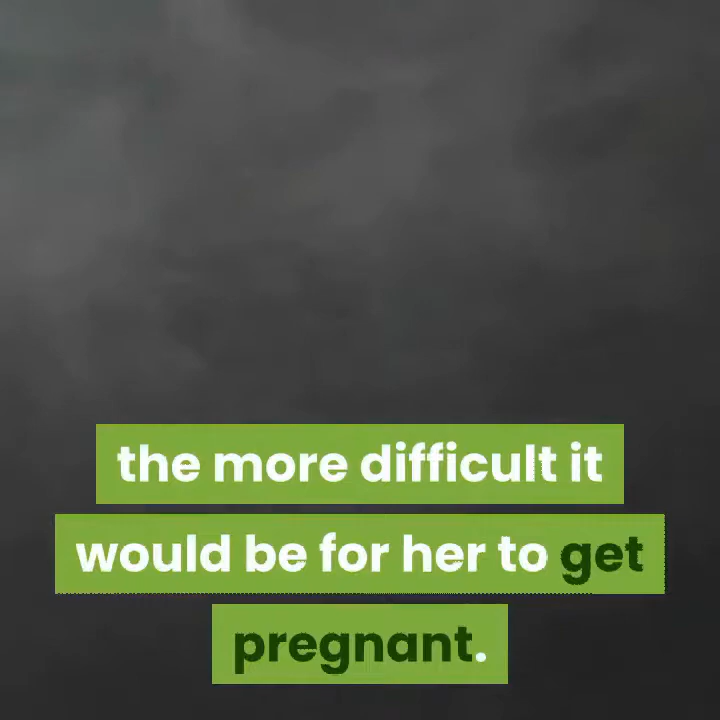 the more difficult it
would be for her to get
pregnant.